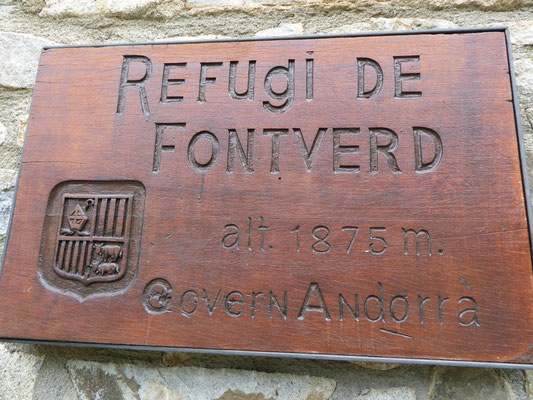 REFUgi DE
FONTVERD
alt. 1875 m.
GOVERN ANDORRÀ